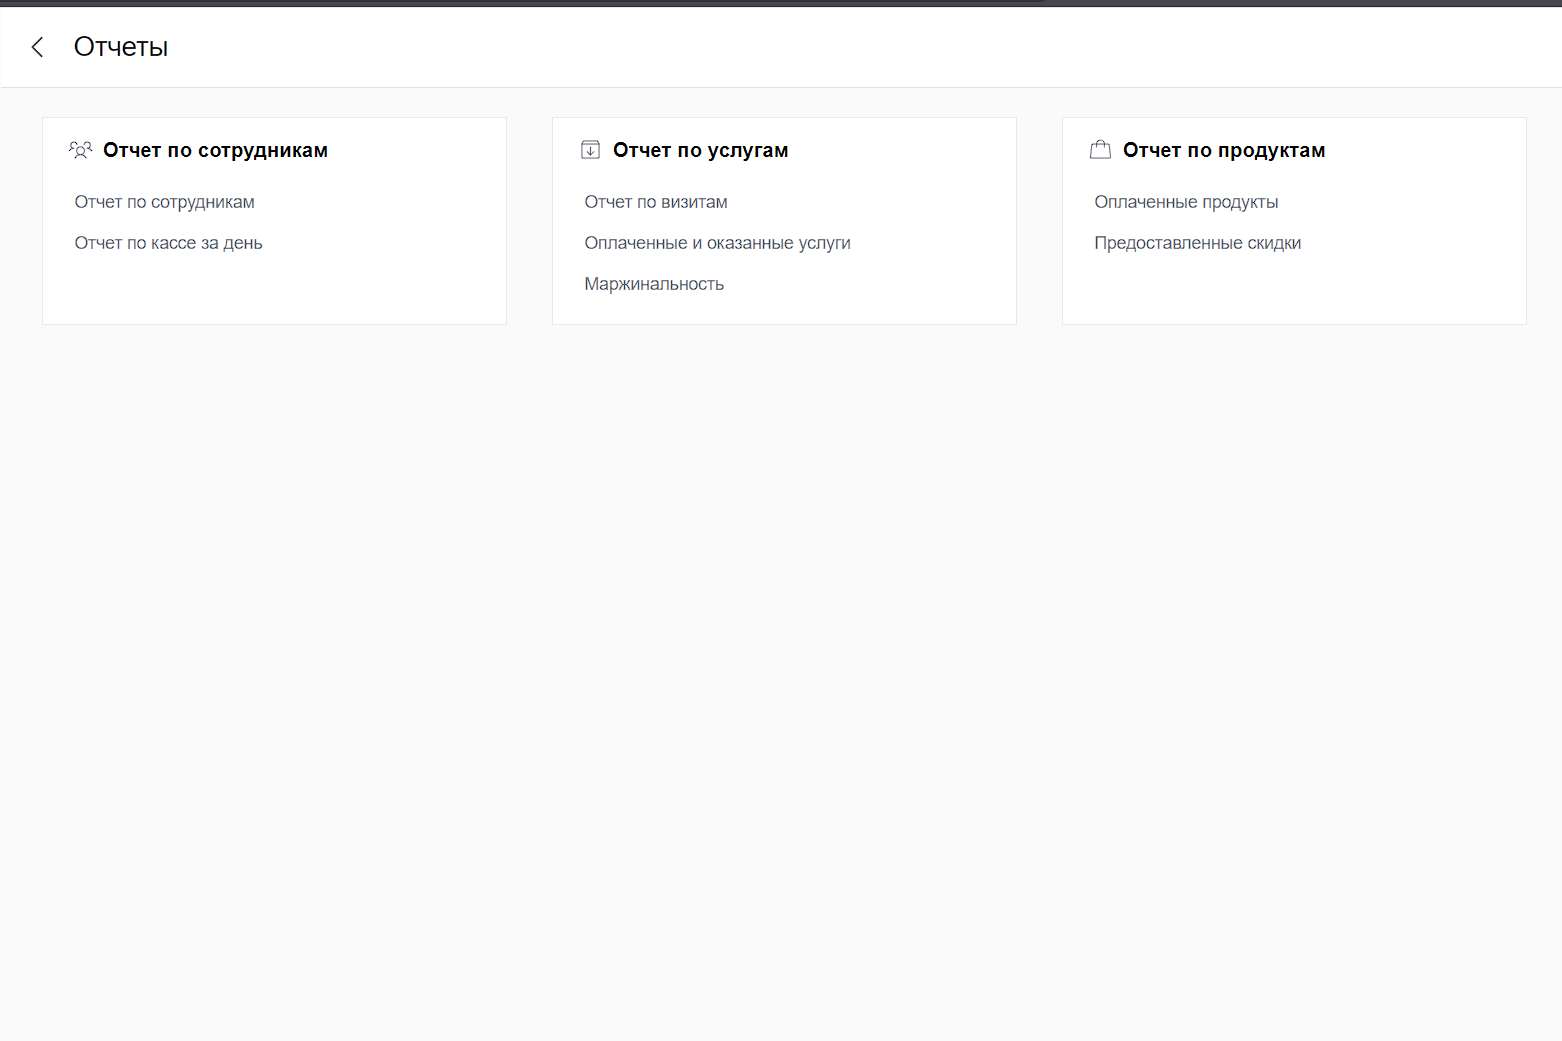 Отчеты
Отчет по сотрудникам
Отчет по сотрудникам
Отчет по кассе за день
Отчет по услугам
Отчет по визитам
Оплаченные и оказанные услуги
Маржинальность
Отчет по продуктам
Оплаченные продукты
Предоставленные скидки